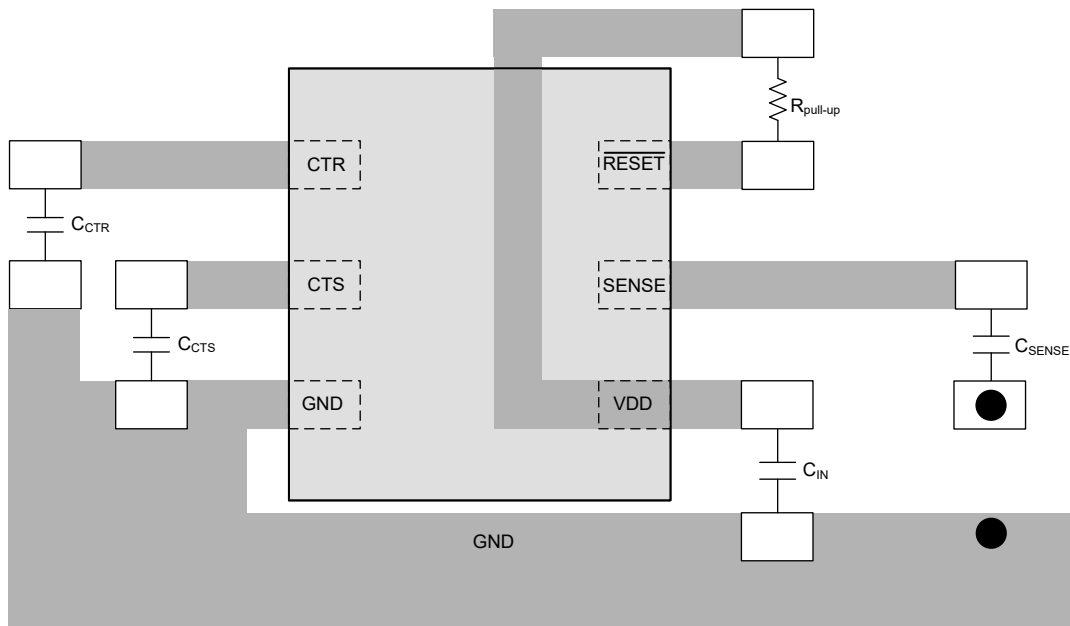 R_pull-up
CTR
RESET
C_CTR
CTS
SENSE
C_CTS
C_SENSE
GND
VDD
C_IN
GND